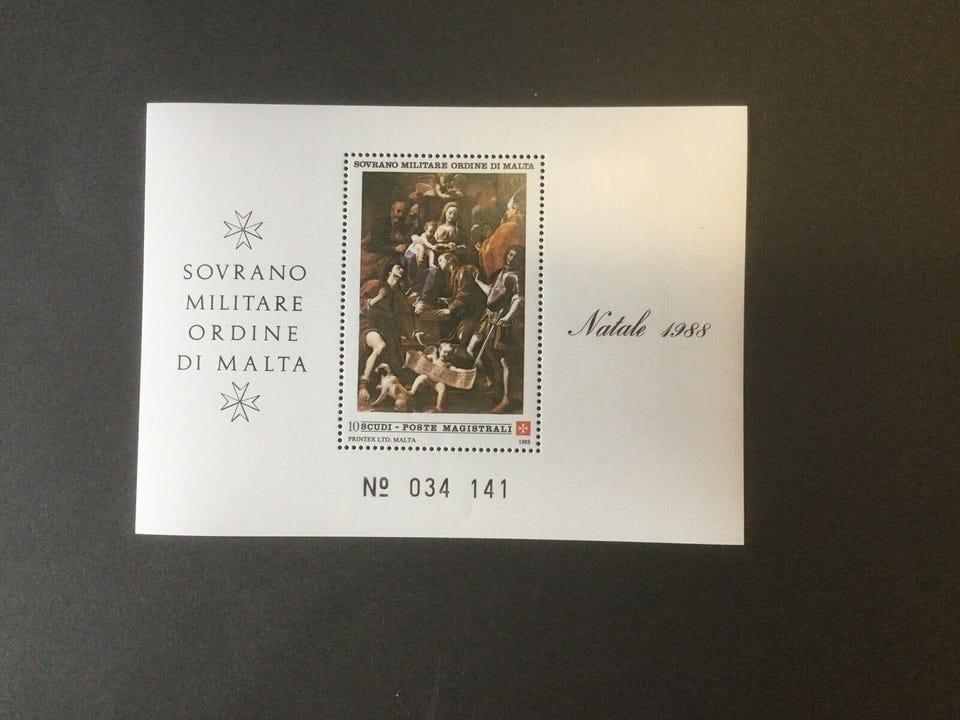 SOVRANO
MILITARE
ORDINE
DI MALTA
SOVRANO MILITARE ORDINE DI MALTA
10 SCUDI - POSTE MAGISTRALI
PRINTEX LTD. MALTA 1988
Natale 1988
Nº 034 141